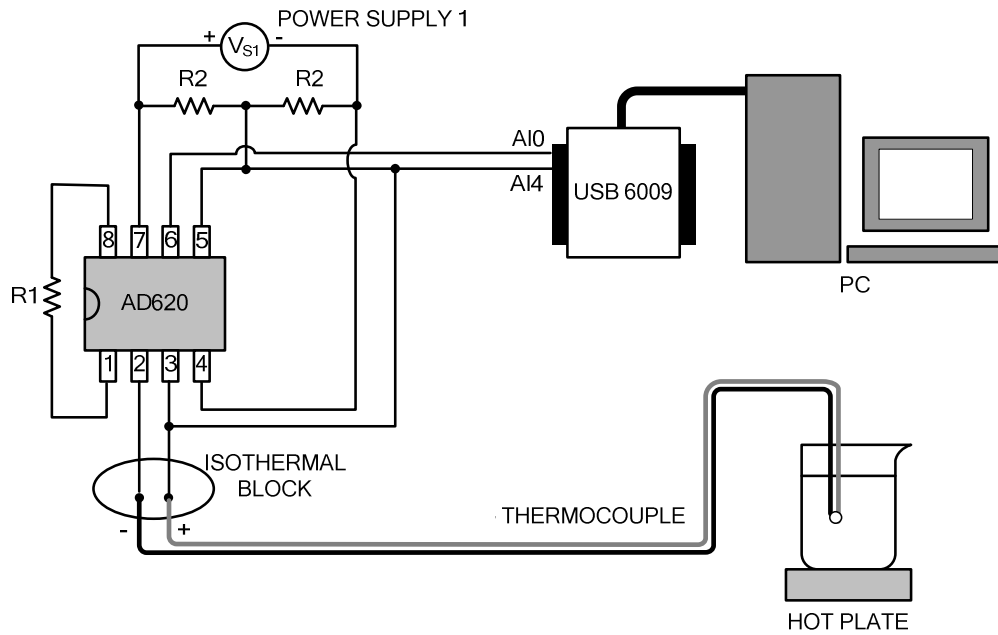 POWER SUPPLY 1
+ VS1 -
R2 R2
AI0
AI4
USB 6009
8 7 6 5
R1
AD620
1 2 3 4
PC
ISOTHERMAL
BLOCK
- +
THERMOCOUPLE
HOT PLATE